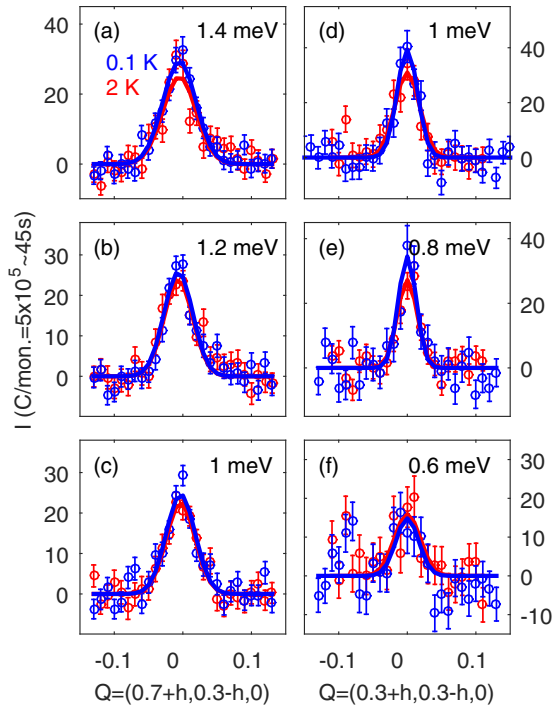 (a) 1.4 meV
0.1 K
2 K
40
20
0
(d) 1 meV
40
20
0
(b) 1.2 meV
30
20
10
0
(e) 0.8 meV
40
20
0
(c) 1 meV
30
20
10
0
(f) 0.6 meV
30
20
10
0
-10
I (C/mon.=5x10^5~45s)
-0.1 0 0.1
-0.1 0 0.1
Q=(0.7+h,0.3-h,0)
Q=(0.3+h,0.3-h,0)